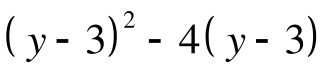 (y - 3)² - 4(y - 3)